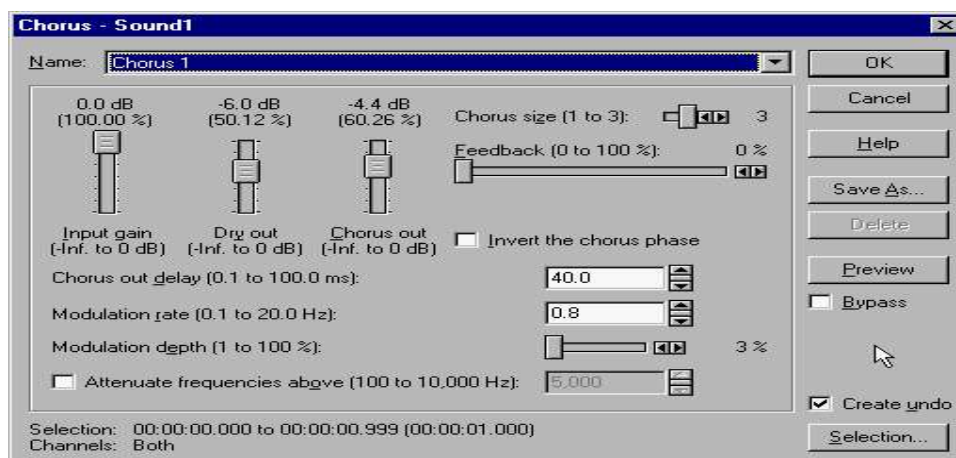 Chorus - Sound1
Name: Chorus 1
OK
Cancel
Help
Save As...
Delete
Preview
Bypass
Create undo
Selection...
0.0 dB -6.0 dB -4.4 dB
(100.00 %) (50.12 %) (60.26 %)
Input gain Dry out Chorus out
(-Inf. to 0 dB) (-Inf. to 0 dB) (-Inf. to 0 dB)
Chorus size (1 to 3): 3
Feedback (0 to 100 %): 0 %
Invert the chorus phase
Chorus out delay (0.1 to 100.0 ms): 40.0
Modulation rate (0.1 to 20.0 Hz): 0.8
Modulation depth (1 to 100 %): 3 %
Attenuate frequencies above (100 to 10,000 Hz): 5,000
Selection: 00:00:00.000 to 00:00:00.999 (00:00:01.000)
Channels: Both